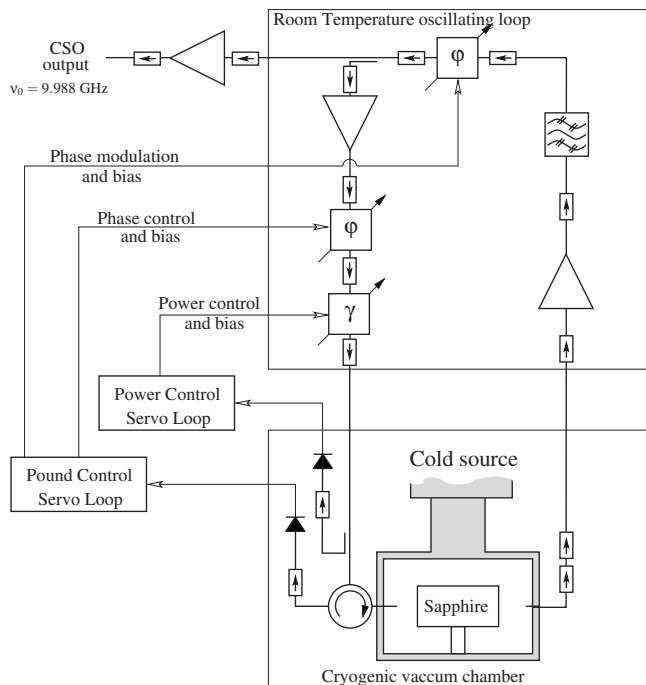 Room Temperature oscillating loop
CSO
output
ν₀ = 9.988 GHz
φ
Phase modulation
and bias
Phase control
and bias
φ
Power control
and bias
γ
Power Control
Servo Loop
Pound Control
Servo Loop
Cold source
Sapphire
Cryogenic vaccum chamber